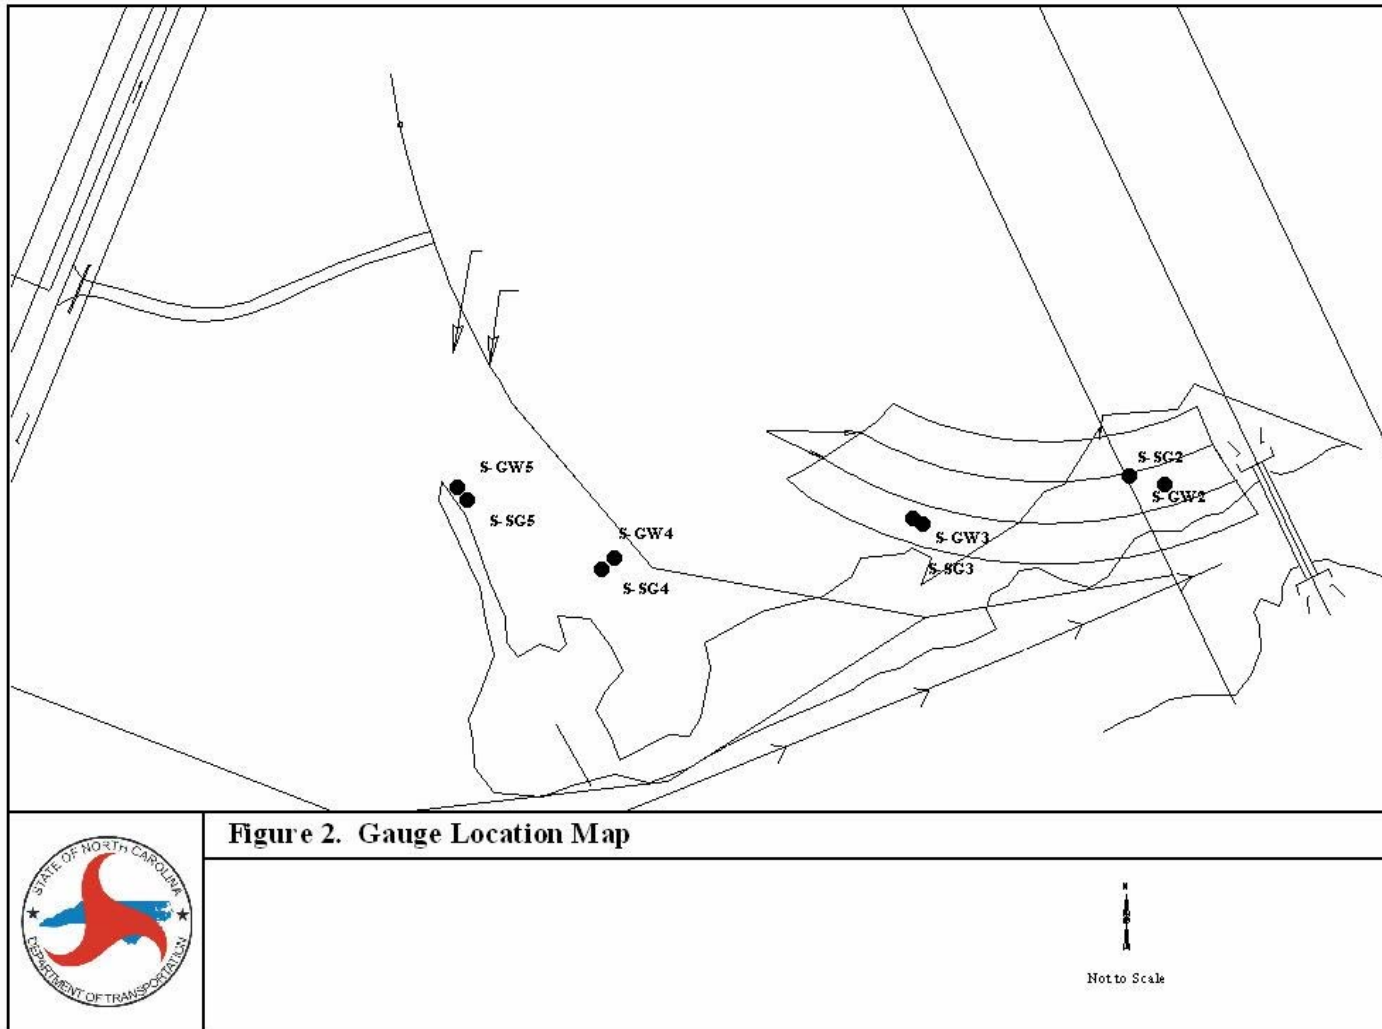 S-GW5
S-SG5
S-GW4
S-SG4
S-SG2
S-GW2
S-GW3
S-SG3
Figure 2. Gauge Location Map
STATE OF NORTH CAROLINA
DEPARTMENT OF TRANSPORTATION
N
Not to Scale